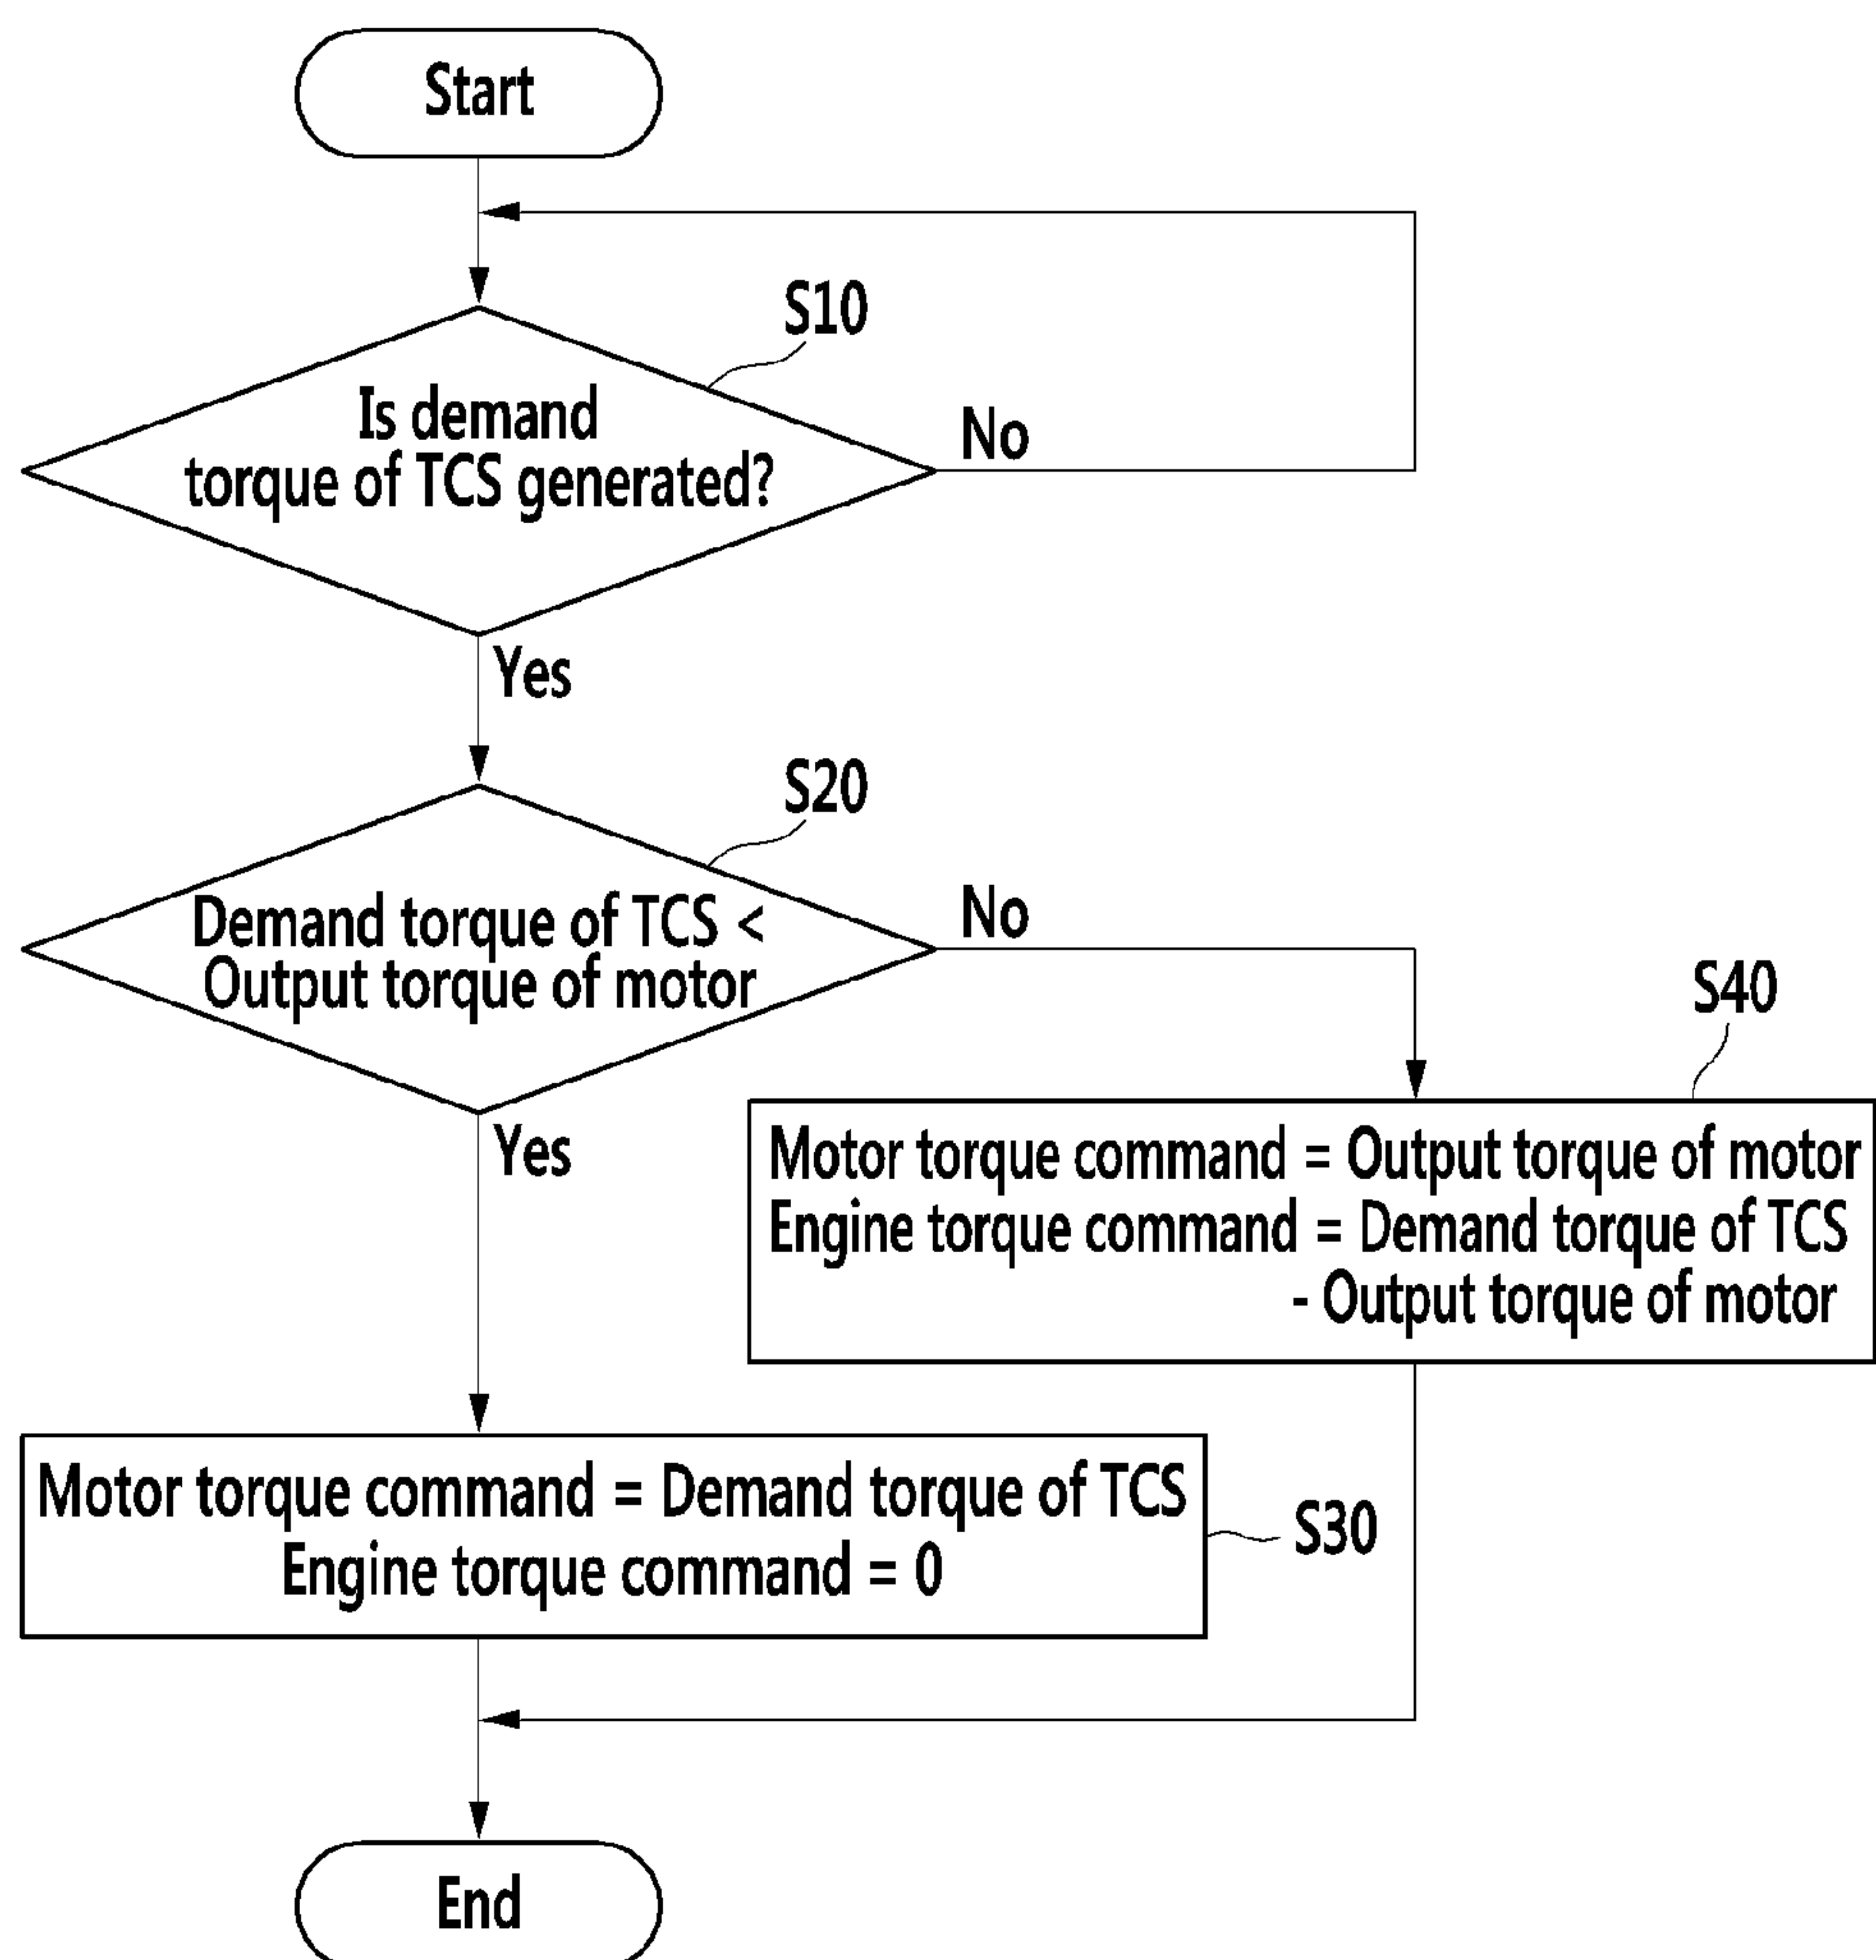 Start
S10
Is demand
torque of TCS generated?
No
Yes
S20
Demand torque of TCS <
Output torque of motor
No
Yes
S40
Motor torque command = Output torque of motor
Engine torque command = Demand torque of TCS
- Output torque of motor
Motor torque command = Demand torque of TCS
Engine torque command = 0
S30
End